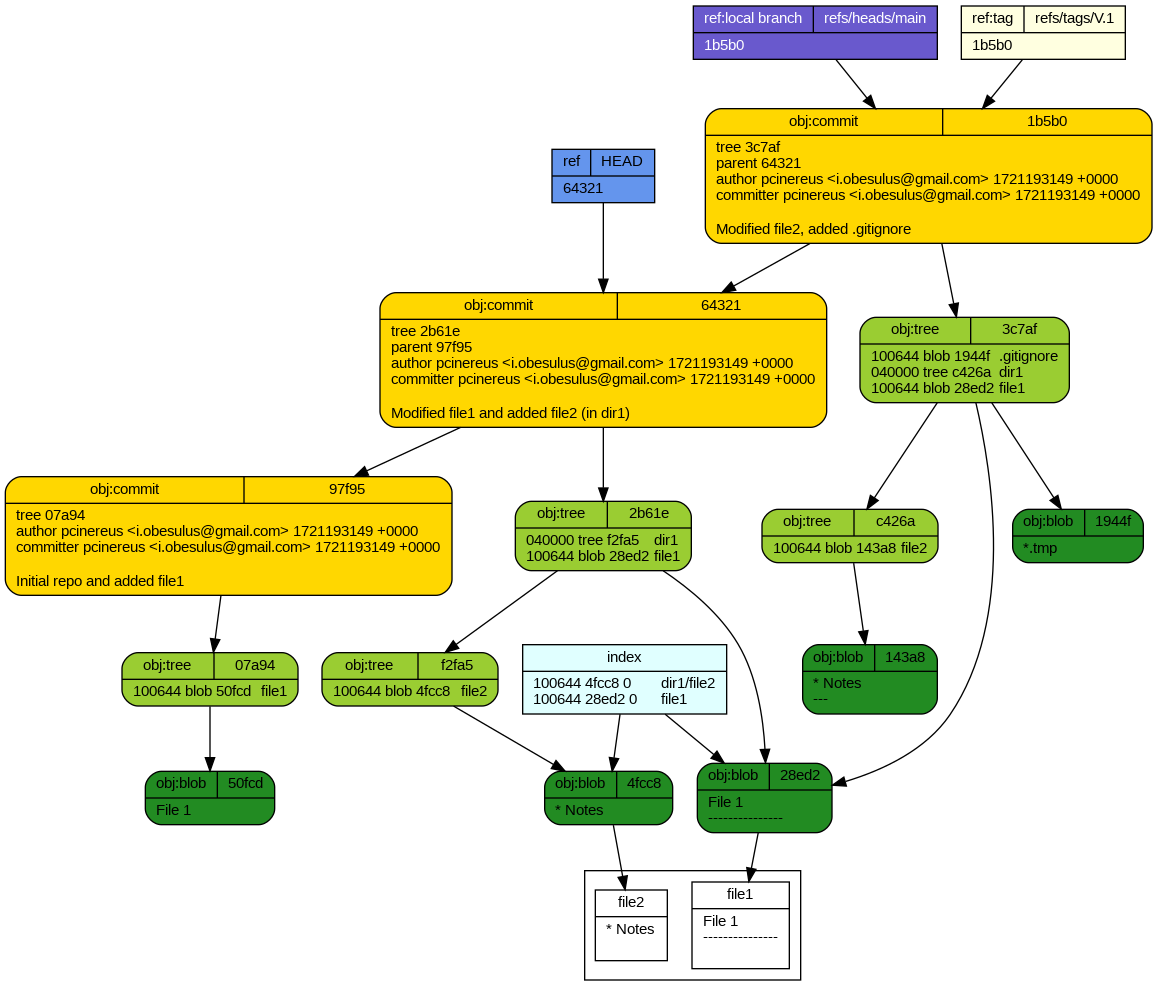 ref:local branch refs/heads/main
1b5b0
ref:tag refs/tags/V.1
1b5b0
obj:commit 1b5b0
tree 3c7af
parent 64321
author pcinereus <i.obesulus@gmail.com> 1721193149 +0000
committer pcinereus <i.obesulus@gmail.com> 1721193149 +0000
Modified file2, added .gitignore
ref HEAD
64321
obj:commit 64321
tree 2b61e
parent 97f95
author pcinereus <i.obesulus@gmail.com> 1721193149 +0000
committer pcinereus <i.obesulus@gmail.com> 1721193149 +0000
Modified file1 and added file2 (in dir1)
obj:tree 3c7af
100644 blob 1944f .gitignore
040000 tree c426a dir1
100644 blob 28ed2 file1
obj:commit 97f95
tree 07a94
author pcinereus <i.obesulus@gmail.com> 1721193149 +0000
committer pcinereus <i.obesulus@gmail.com> 1721193149 +0000
Initial repo and added file1
obj:tree 2b61e
040000 tree f2fa5 dir1
100644 blob 28ed2 file1
obj:tree c426a
100644 blob 143a8 file2
obj:blob 1944f
*.tmp
obj:tree 07a94
100644 blob 50fcd file1
obj:tree f2fa5
100644 blob 4fcc8 file2
index
100644 4fcc8 0 dir1/file2
100644 28ed2 0 file1
obj:blob 143a8
* Notes
---
obj:blob 50fcd
File 1
obj:blob 4fcc8
* Notes
obj:blob 28ed2
File 1
---------------
file2
* Notes
file1
File 1
---------------